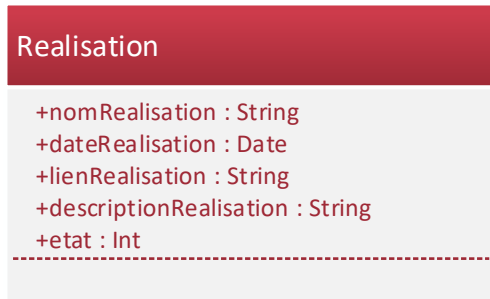 Realisation
+nomRealisation : String
+dateRealisation : Date
+lienRealisation : String
+descriptionRealisation : String
+etat : Int